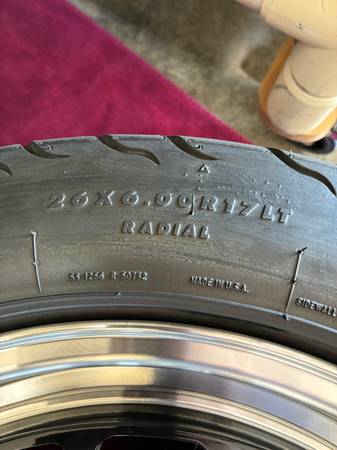 26X6.00R17LT
RADIAL
MADE IN U.S.A.
SIDEWALL